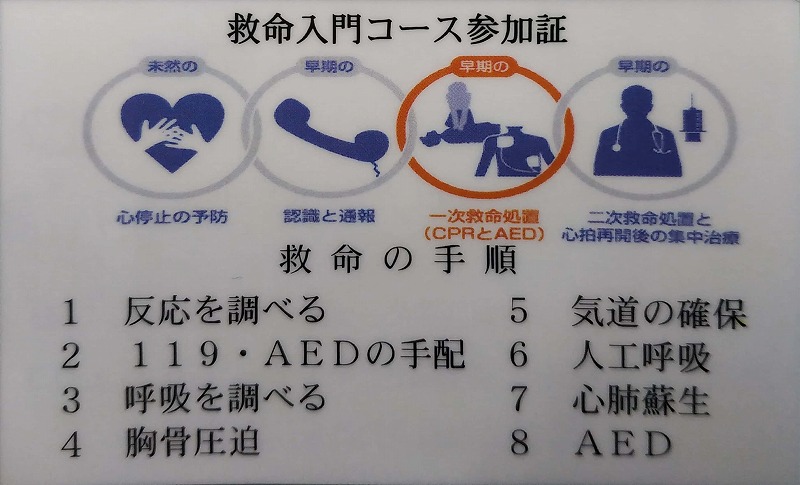 救命入門コース参加証
未然の
早期の
早期の
早期の
心停止の予防
認識と通報
一次救命処置
(CPRとAED)
二次救命処置と
心拍再開後の集中治療
救命の手順
1 反応を調べる
2 119・AEDの手配
3 呼吸を調べる
4 胸骨圧迫
5 気道の確保
6 人工呼吸
7 心肺蘇生
8 AED